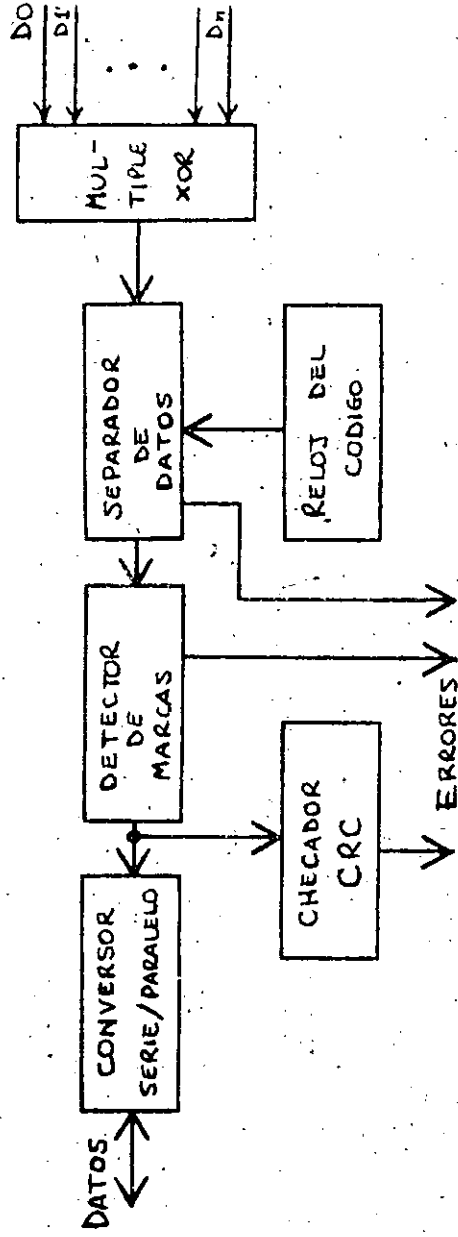 DATOS
CONVERSOR
SERIE/PARALELO
DETECTOR
DE
MARCAS
SEPARADOR
DE
DATOS
MUL-
TIPLE
XOR
D0
D1
. . .
Dn
CHECADOR
CRC
RELOJ DEL
CODIGO
ERRORES